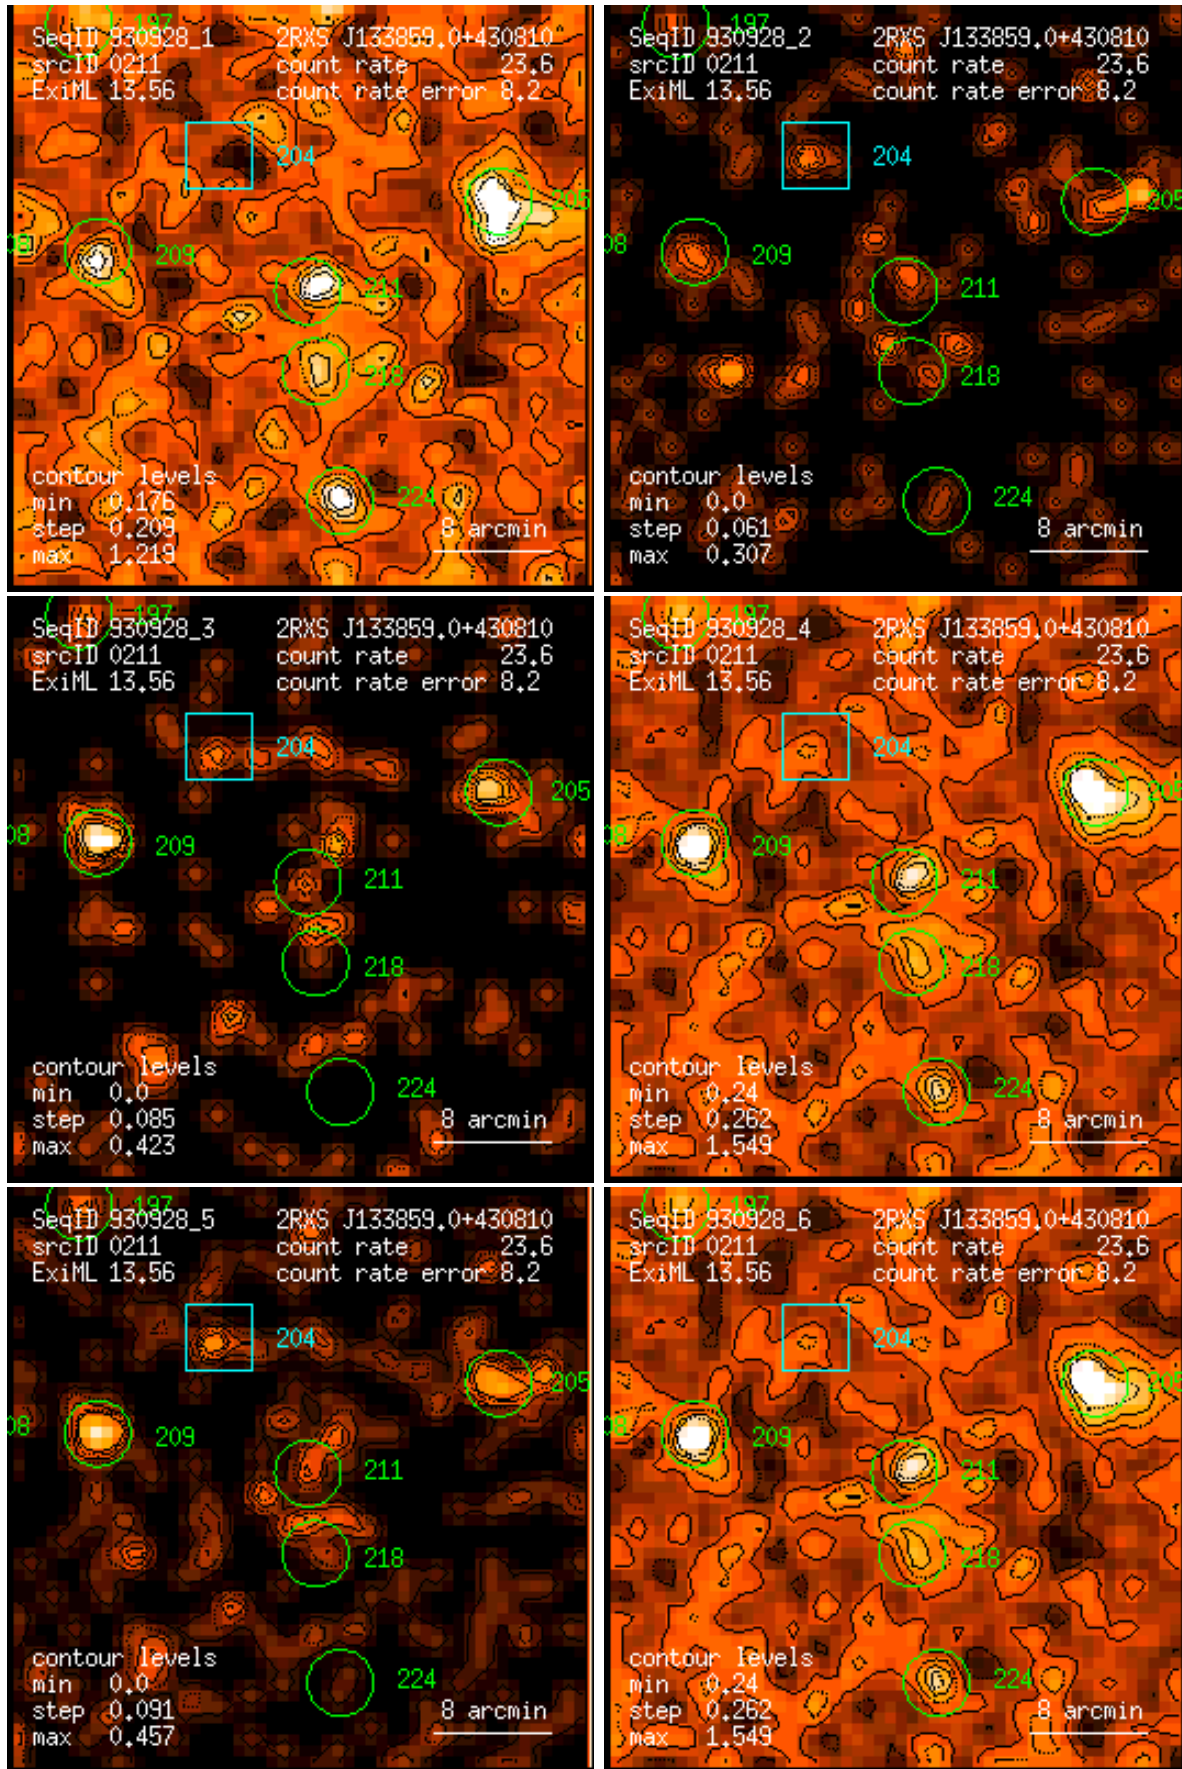 197
SeqID 930928_1 2RXS J133859.0+430810
srcID 0211 count rate 23.6
ExiML 13.56 count rate error 8.2
204
205
08 209
211
218
contour levels
min 0.176 224
step 0.209 8 arcmin
max 1.219
197
SeqID 930928_2 2RXS J133859.0+430810
srcID 0211 count rate 23.6
ExiML 13.56 count rate error 8.2
204
205
08 209
211
218
contour levels
min 0.0 224
step 0.061 8 arcmin
max 0.307
197
SeqID 930928_3 2RXS J133859.0+430810
srcID 0211 count rate 23.6
ExiML 13.56 count rate error 8.2
204
205
08 209
211
218
contour levels
min 0.0 224
step 0.085 8 arcmin
max 0.423
197
SeqID 930928_4 2RXS J133859.0+430810
srcID 0211 count rate 23.6
ExiML 13.56 count rate error 8.2
204
205
08 209
211
218
contour levels
min 0.24 224
step 0.262 8 arcmin
max 1.549
197
SeqID 930928_5 2RXS J133859.0+430810
srcID 0211 count rate 23.6
ExiML 13.56 count rate error 8.2
204
205
08 209
211
218
contour levels
min 0.0 224
step 0.091 8 arcmin
max 0.457
197
SeqID 930928_6 2RXS J133859.0+430810
srcID 0211 count rate 23.6
ExiML 13.56 count rate error 8.2
204
205
08 209
211
218
contour levels
min 0.24 224
step 0.262 8 arcmin
max 1.549